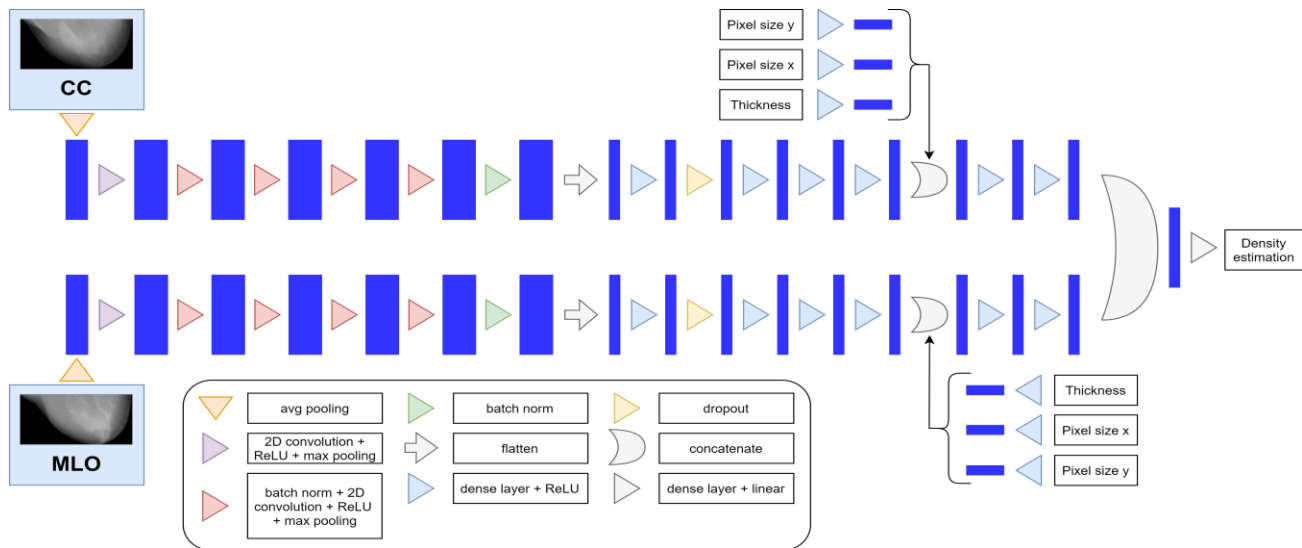 CC
Pixel size y
Pixel size x
Thickness
Density
estimation
MLO
Thickness
Pixel size x
Pixel size y
avg pooling
batch norm
dropout
2D convolution +
ReLU + max pooling
flatten
concatenate
batch norm + 2D
convolution + ReLU
+ max pooling
dense layer + ReLU
dense layer + linear